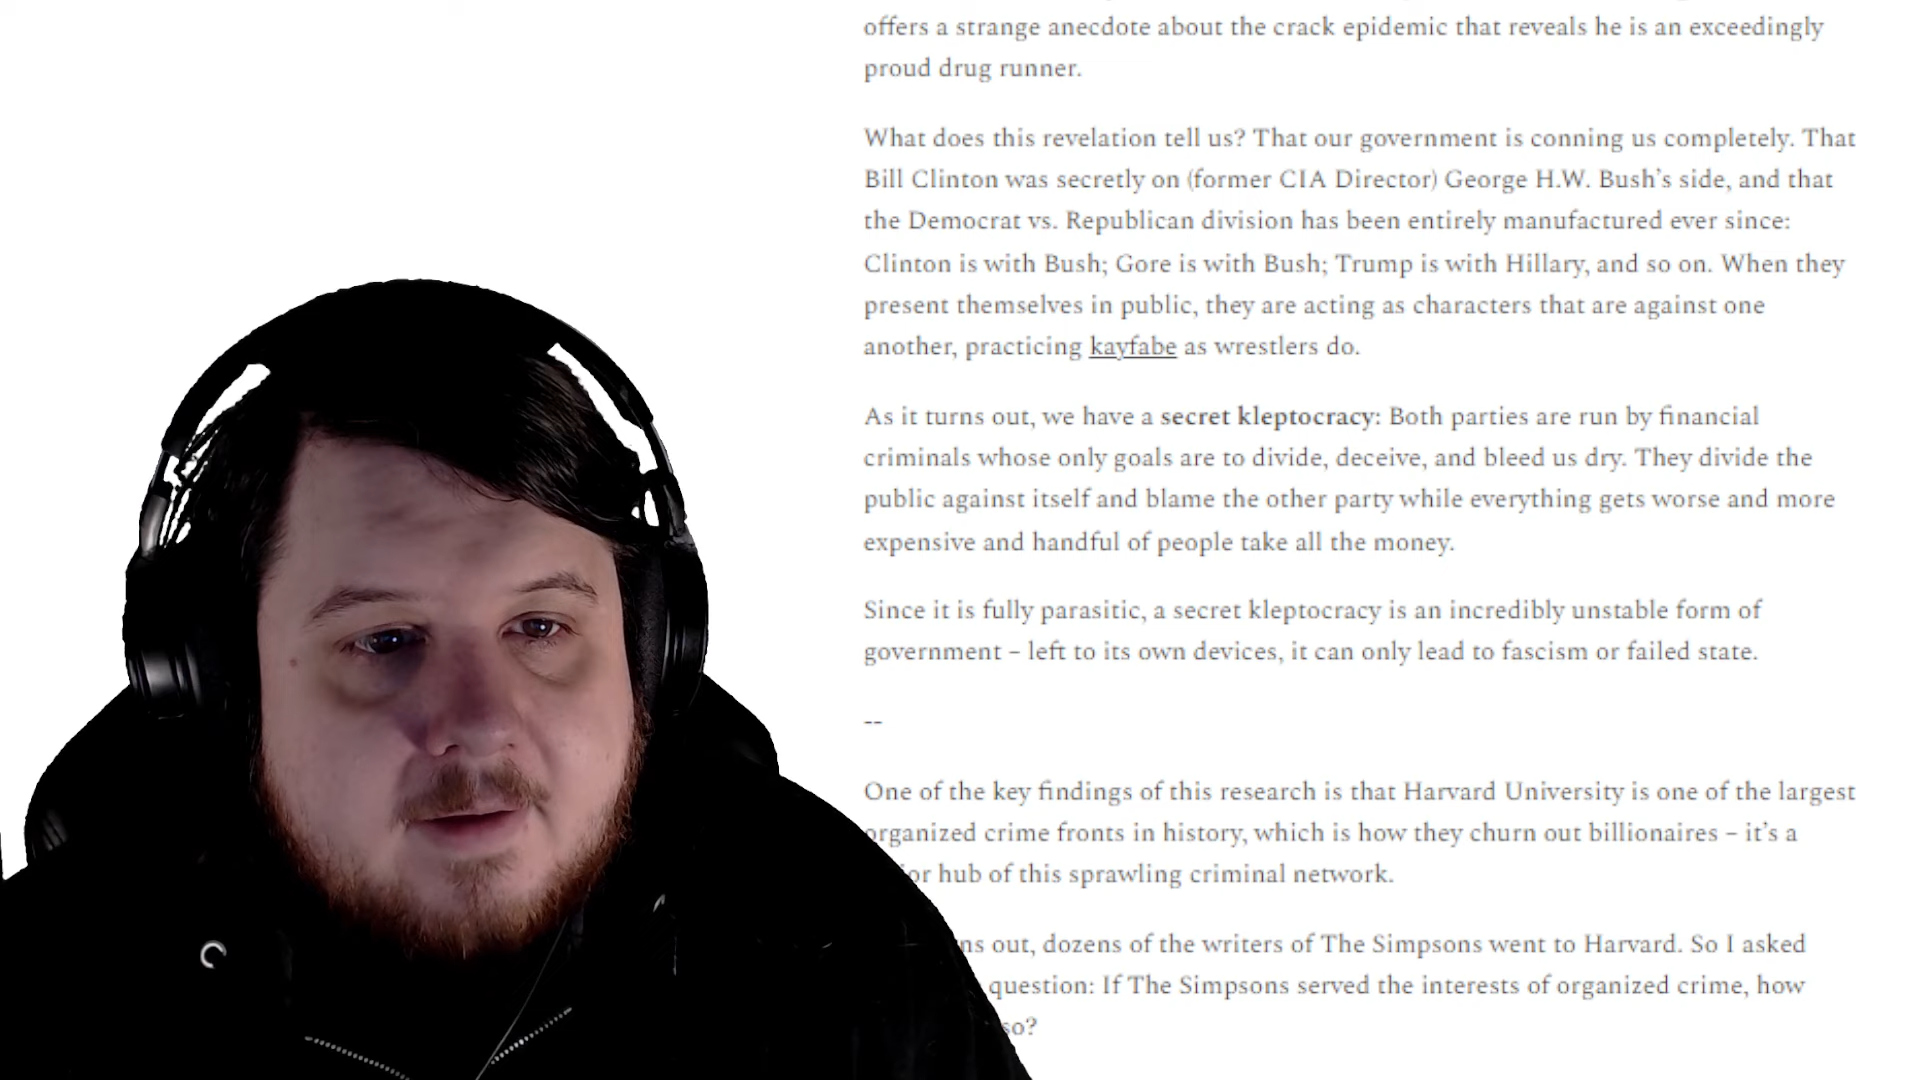 offers a strange anecdote about the crack epidemic that reveals he is an exceedingly
proud drug runner.
What does this revelation tell us? That our government is conning us completely. That
Bill Clinton was secretly on (former CIA Director) George H.W. Bush's side, and that
the Democrat vs. Republican division has been entirely manufactured ever since:
Clinton is with Bush; Gore is with Bush; Trump is with Hillary, and so on. When they
present themselves in public, they are acting as characters that are against one
another, practicing kayfabe as wrestlers do.
As it turns out, we have a secret kleptocracy: Both parties are run by financial
criminals whose only goals are to divide, deceive, and bleed us dry. They divide the
public against itself and blame the other party while everything gets worse and more
expensive and handful of people take all the money.
Since it is fully parasitic, a secret kleptocracy is an incredibly unstable form of
government – left to its own devices, it can only lead to fascism or failed state.
--
One of the key findings of this research is that Harvard University is one of the largest
organized crime fronts in history, which is how they churn out billionaires – it's a
hub of this sprawling criminal network.
out, dozens of the writers of The Simpsons went to Harvard. So I asked
question: If The Simpsons served the interests of organized crime, how
so?